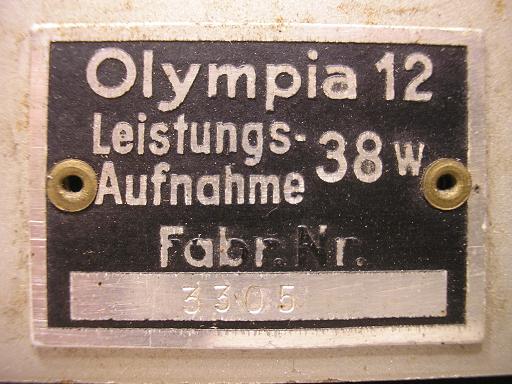 Olympia 12
Leistungs-
Aufnahme 38 W
Fabr. Nr.
3305